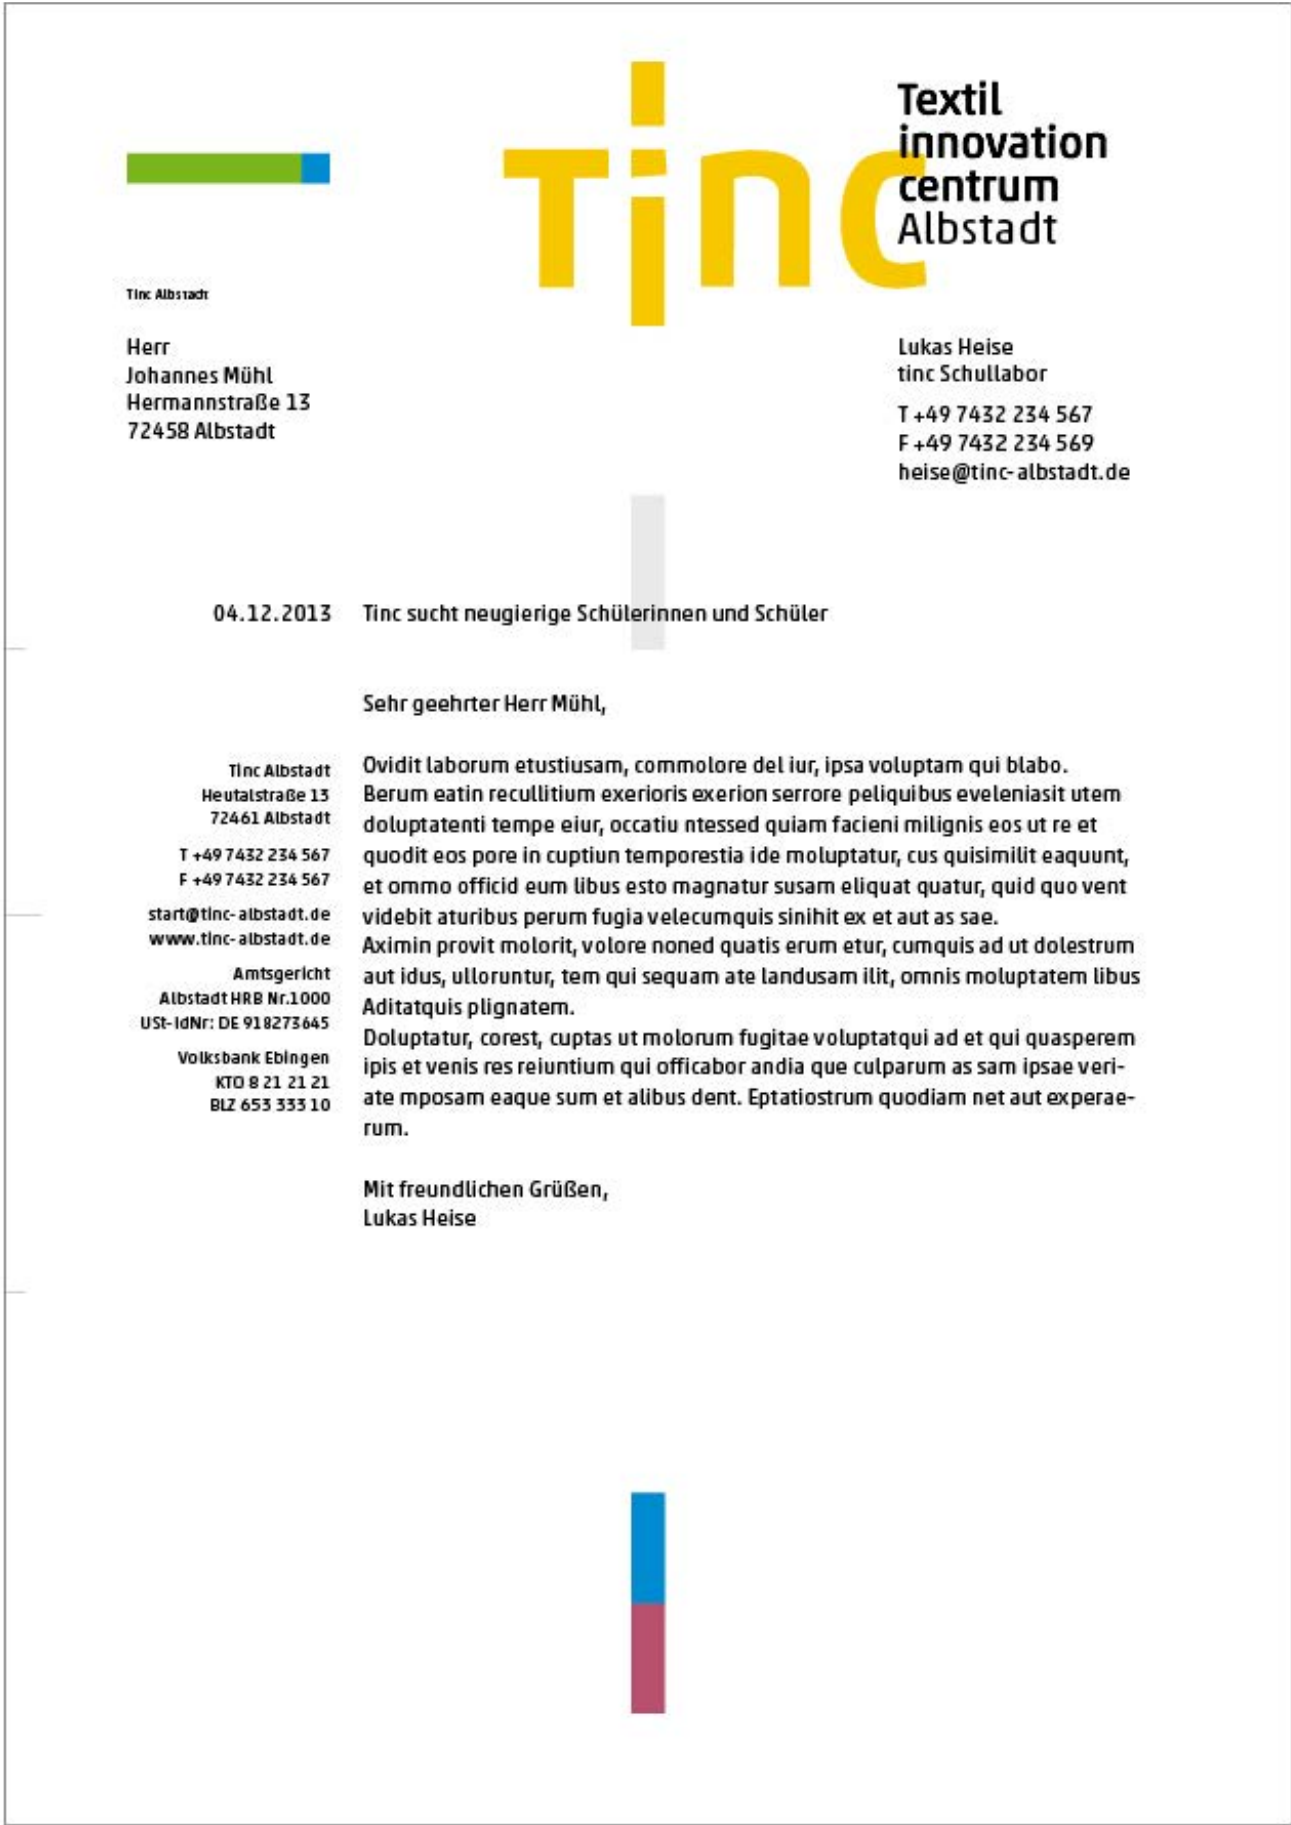 Tinc
Textil
innovation
centrum
Albstadt
Tinc Albstadt
Herr
Johannes Mühl
Hermannstraße 13
72458 Albstadt
Lukas Heise
tinc Schullabor
T +49 7432 234 567
F +49 7432 234 569
heise@tinc-albstadt.de
04.12.2013
Tinc sucht neugierige Schülerinnen und Schüler
Sehr geehrter Herr Mühl,
Tinc Albstadt
Heutalstraße 13
72461 Albstadt
T +49 7432 234 567
F +49 7432 234 567
start@tinc-albstadt.de
www.tinc-albstadt.de
Amtsgericht
Albstadt HRB Nr.1000
USt-IdNr: DE 918273645
Volksbank Ebingen
KTO 8 21 21 21
BLZ 653 333 10
Ovidit laborum etustiusam, commolore del iur, ipsa voluptam qui blabo.
Berum eatin recullitium exerioris exerion serrore peliquibus eveleniasit utem
doluptatenti tempe eiur, occatiu ntessed quiam facieni milignis eos ut re et
quodit eos pore in cuptiun temporestia ide moluptatur, cus quisimilit eaquunt,
et ommo officid eum libus esto magnatur susam eliquat quatur, quid quo vent
videbit aturibus perum fugia velecumquis sinihit ex et aut as sae.
Aximin provit molorit, volore noned quatis erum etur, cumquis ad ut dolestrum
aut idus, ulloruntur, tem qui sequam ate landusam ilit, omnis moluptatem libus
Aditatquis plignatem.
Doluptatur, corest, cuptas ut molorum fugitae voluptatqui ad et qui quasperem
ipis et venis res reiuntium qui officabor andia que culparum as sam ipsae veri-
ate mposam eaque sum et alibus dent. Eptatiostrum quodiam net aut experae-
rum.
Mit freundlichen Grüßen,
Lukas Heise